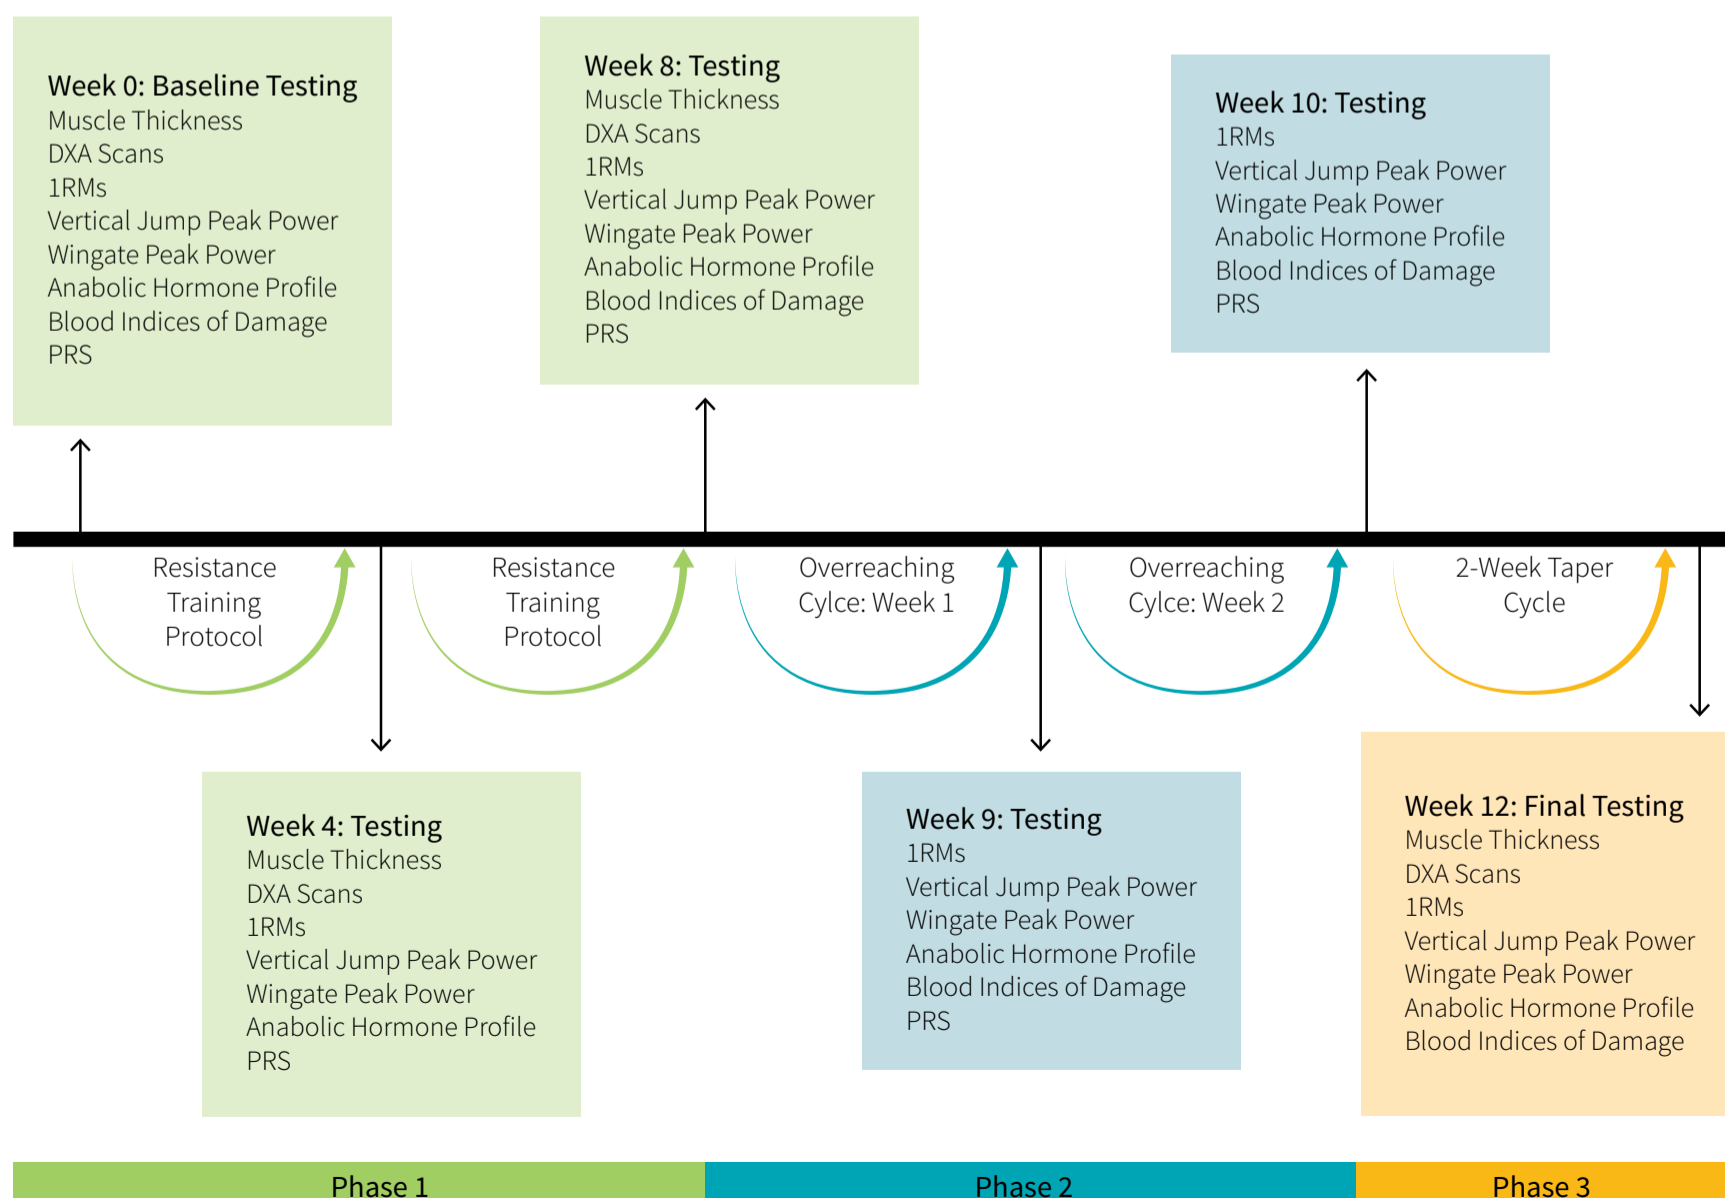 Week 0: Baseline Testing
Muscle Thickness
DXA Scans
1RMs
Vertical Jump Peak Power
Wingate Peak Power
Anabolic Hormone Profile
Blood Indices of Damage
PRS
Week 8: Testing
Muscle Thickness
DXA Scans
1RMs
Vertical Jump Peak Power
Wingate Peak Power
Anabolic Hormone Profile
Blood Indices of Damage
PRS
Week 10: Testing
1RMs
Vertical Jump Peak Power
Wingate Peak Power
Anabolic Hormone Profile
Blood Indices of Damage
PRS
Resistance
Training
Protocol
Resistance
Training
Protocol
Overreaching
Cylce: Week 1
Overreaching
Cylce: Week 2
2-Week Taper
Cycle
Week 4: Testing
Muscle Thickness
DXA Scans
1RMs
Vertical Jump Peak Power
Wingate Peak Power
Anabolic Hormone Profile
PRS
Week 9: Testing
1RMs
Vertical Jump Peak Power
Wingate Peak Power
Anabolic Hormone Profile
Blood Indices of Damage
PRS
Week 12: Final Testing
Muscle Thickness
DXA Scans
1RMs
Vertical Jump Peak Power
Wingate Peak Power
Anabolic Hormone Profile
Blood Indices of Damage
Phase 1
Phase 2
Phase 3